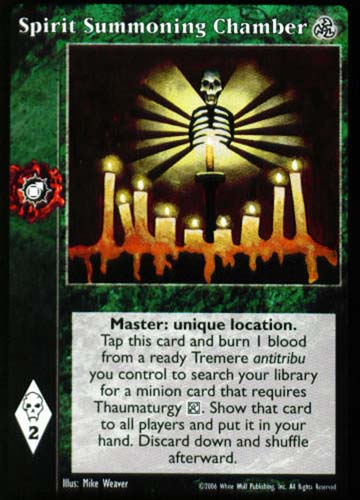 Spirit Summoning Chamber
Master: unique location.
Tap this card and burn 1 blood
from a ready Tremere antitribu
you control to search your library
for a minion card that requires
Thaumaturgy. Show that card
to all players and put it in your
hand. Discard down and shuffle
afterward.
2
Illus: Mike Weaver
©2006 White Wolf Publishing, Inc. All Rights Reserved